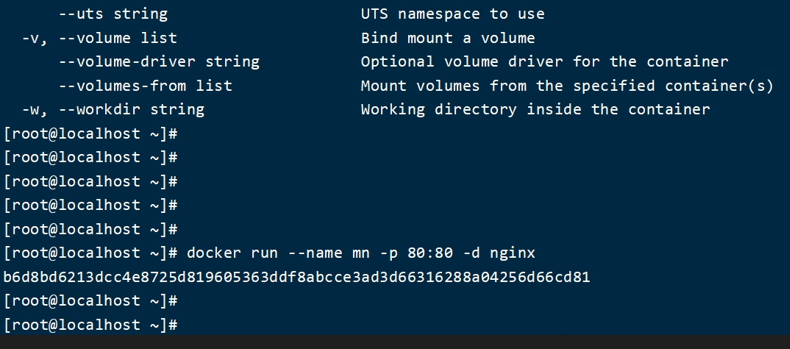 --uts string UTS namespace to use
-v, --volume list Bind mount a volume
--volume-driver string Optional volume driver for the container
--volumes-from list Mount volumes from the specified container(s)
-w, --workdir string Working directory inside the container
[root@localhost ~]#
[root@localhost ~]#
[root@localhost ~]#
[root@localhost ~]#
[root@localhost ~]#
[root@localhost ~]# docker run --name mn -p 80:80 -d nginx
b6d8bd6213dcc4e8725d819605363ddf8abcce3ad3d66316288a04256d66cd81
[root@localhost ~]#
[root@localhost ~]#